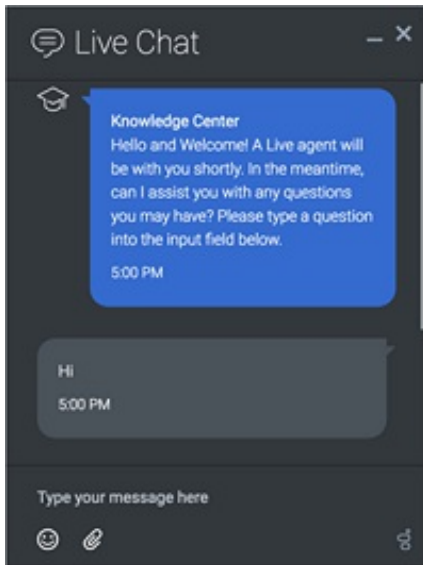 Live Chat
Knowledge Center
Hello and Welcome! A Live agent will
be with you shortly. In the meantime,
can I assist you with any questions
you may have? Please type a question
into the input field below.
5:00 PM
Hi
5:00 PM
Type your message here